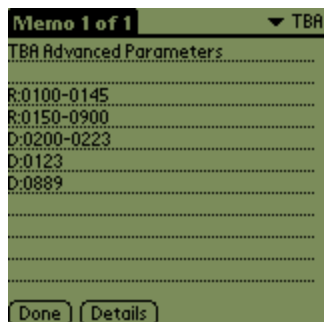 Memo 1 of 1 TBA
TBA Advanced Parameters
R:0100-0145
R:0150-0900
D:0200-0223
D:0123
D:0889
Done Details